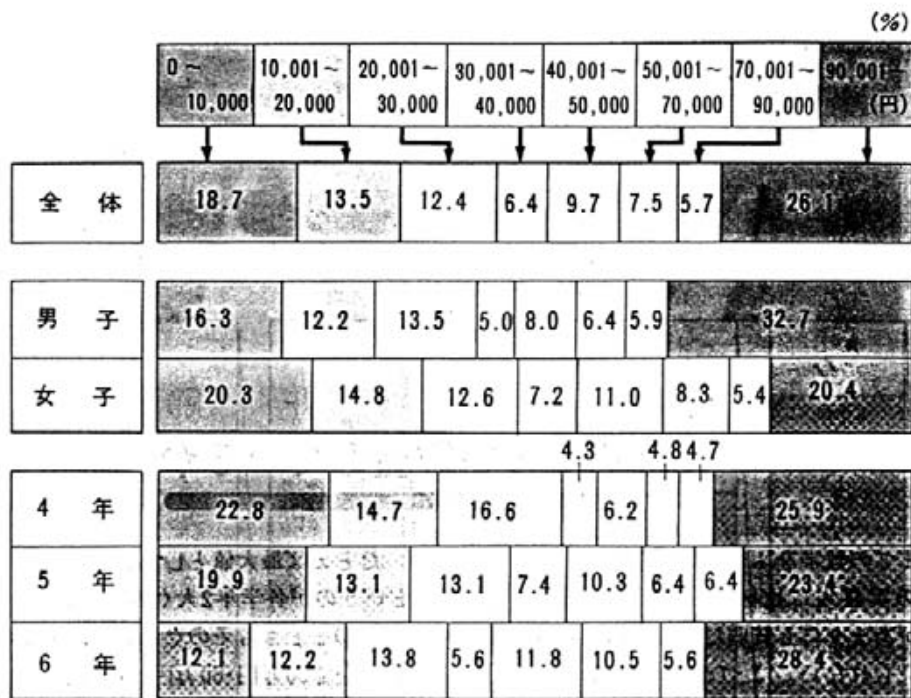 (%)
0～ 10,001～ 20,001～ 30,001～ 40,001～ 50,001～ 70,001～ 90,001～
10,000 20,000 30,000 40,000 50,000 70,000 90,000 (円)
全体 18.7 13.5 12.4 6.4 9.7 7.5 5.7 26.1
男子 16.3 12.2 13.5 5.0 8.0 6.4 5.9 32.7
女子 20.3 14.8 12.6 7.2 11.0 8.3 5.4 20.4
4.3 4.8 4.7
4年 22.8 14.7 16.6 6.2 25.9
5年 19.9 13.1 13.1 7.4 10.3 6.4 6.4 23.4
6年 12.1 12.2 13.8 5.6 11.8 10.5 5.6 28.4